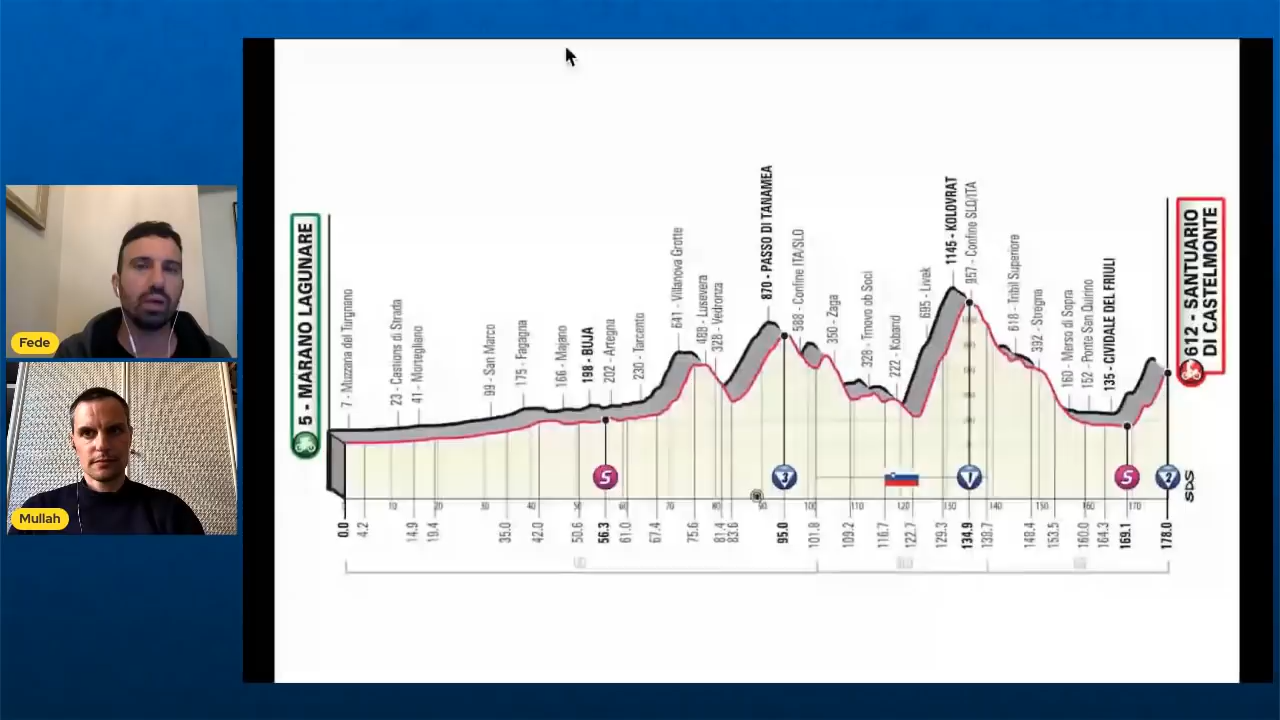 Fede
Mullah
5 - MARANO LAGUNARE
7 - Muzzana del Turgnano
23 - Castions di Strada
41 - Mortegliano
99 - San Marco
175 - Fagagna
166 - Majano
198 - BUJA
202 - Artegna
230 - Tarcento
641 - Villanova Grotte
488 - Lusevera
328 - Vedronza
870 - PASSO DI TANAMEA
588 - Confine ITA/SLO
350 - Zaga
328 - Trnovo ob Soci
222 - Kobarid
695 - Livek
1145 - KOLOVRAT
957 - Confine SLO/ITA
618 - Tribil Superiore
392 - Stregna
160 - Merso di Sopra
152 - Ponte San Quirino
135 - CIVIDALE DEL FRIULI
612 - SANTUARIO
DI CASTELMONTE
S
3
1
S
2
SDS
10 20 30 40 50 60 70 80 90 100 110 120 130 140 150 160 170
0.0
4.2
14.9
19.4
35.0
42.0
50.6
56.3
61.0
67.4
75.6
81.4
83.6
95.0
101.8
109.2
116.7
122.7
129.3
134.9
138.7
148.4
153.5
160.0
164.3
169.1
178.0